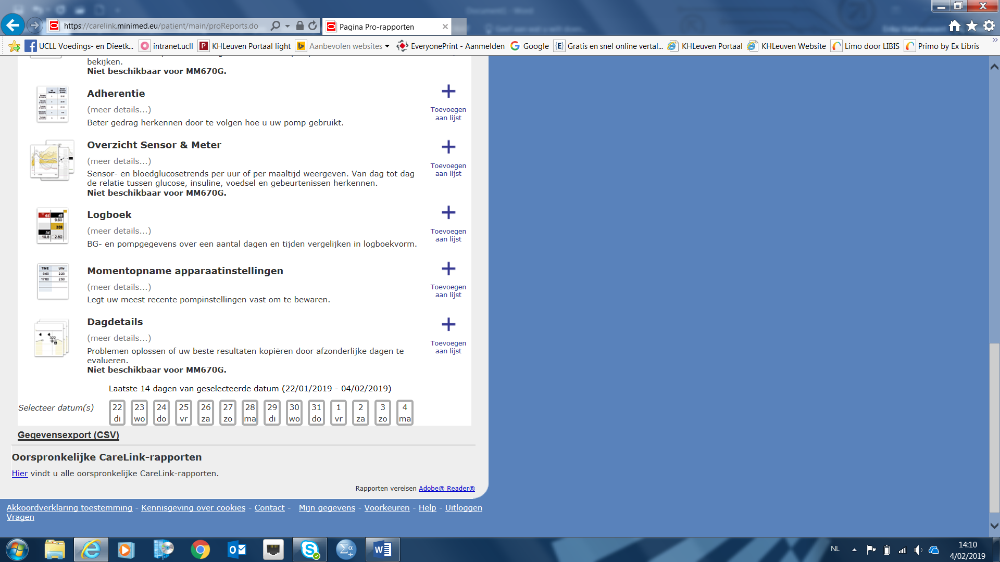 https://carelink.minimed.eu/patient/main/proReports.do
Pagina Pro-rapporten
UCLL Voedings- en Dieetk...
intranet.ucll
KHLeuven Portaal light
Aanbevolen websites
EveryonePrint - Aanmelden
Google
Gratis en snel online vertal...
KHLeuven Portaal
KHLeuven Website
Limo door LIBIS
Primo by Ex Libris
bekijken.
Niet beschikbaar voor MM670G.
Adherentie
(meer details...)
Beter gedrag herkennen door te volgen hoe u uw pomp gebruikt.
Toevoegen
aan lijst
Overzicht Sensor & Meter
(meer details...)
Sensor- en bloedglucosetrends per uur of per maaltijd weergeven. Van dag tot dag
de relatie tussen glucose, insuline, voedsel en gebeurtenissen herkennen.
Niet beschikbaar voor MM670G.
Toevoegen
aan lijst
Logboek
(meer details...)
BG- en pompgegevens over een aantal dagen en tijden vergelijken in logboekvorm.
Toevoegen
aan lijst
Momentopname apparaatinstellingen
(meer details...)
Legt uw meest recente pompinstellingen vast om te bewaren.
Toevoegen
aan lijst
Dagdetails
(meer details...)
Problemen oplossen of uw beste resultaten kopiëren door afzonderlijke dagen te
evalueren.
Niet beschikbaar voor MM670G.
Toevoegen
aan lijst
Laatste 14 dagen van geselecteerde datum (22/01/2019 - 04/02/2019)
Selecteer datum(s)
22 23 24 25 26 27 28 29 30 31 1 2 3 4
di wo do vr za zo ma di wo do vr za zo ma
Gegevensexport (CSV)
Oorspronkelijke CareLink-rapporten
Hier vindt u alle oorspronkelijke CareLink-rapporten.
Rapporten vereisen Adobe® Reader®
Akkoordverklaring toestemming - Kennisgeving over cookies - Contact - Mijn gegevens - Voorkeuren - Help - Uitloggen
Vragen
NL
14:10
4/02/2019